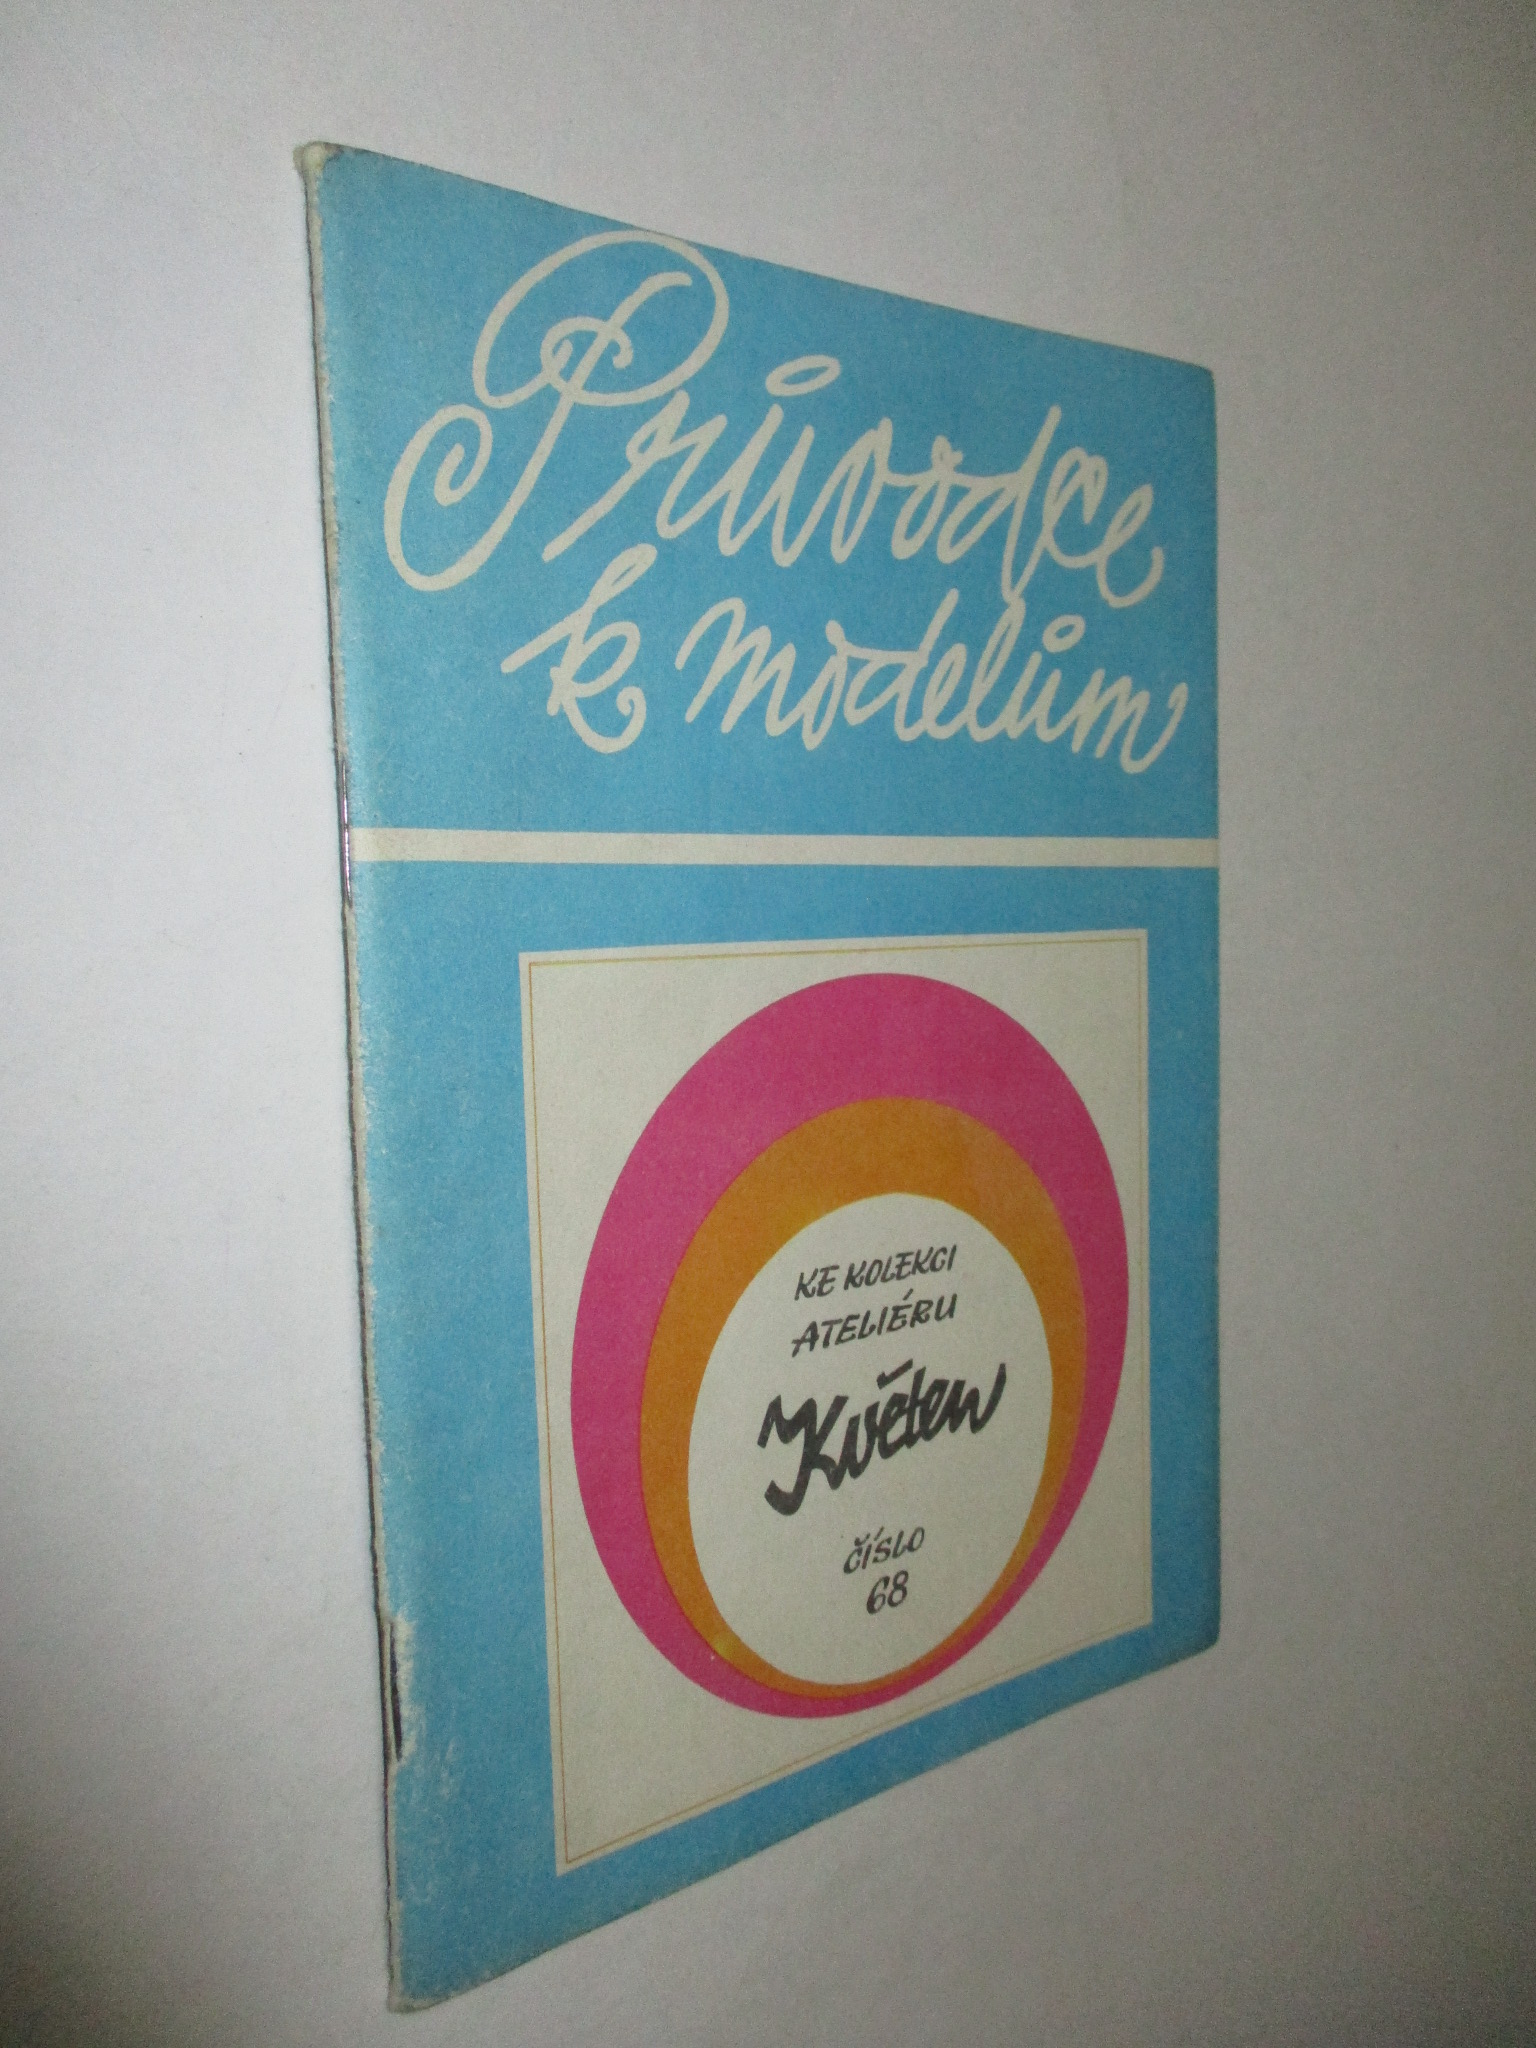 Průvodce
k modelům
KE KOLEKCI
ATELIÉRU
Květen
ČÍSLO
68